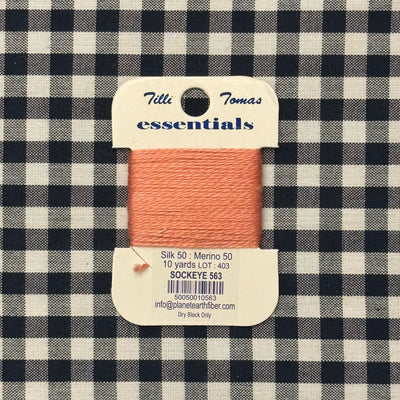 Tilli Tomas
essentials
Silk 50 : Merino 50
10 yards LOT : 403
SOCKEYE 563
50050010563
info@planetearthfiber.com
Dry Block Only